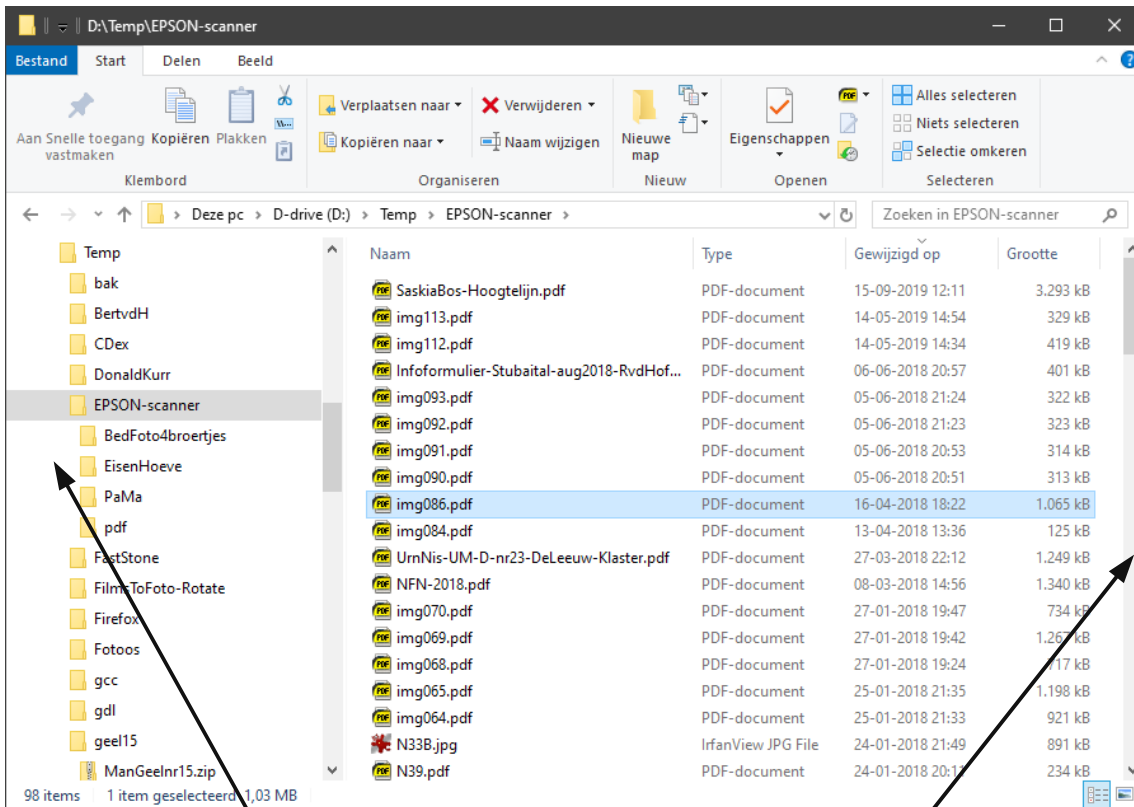 D:\Temp\EPSON-scanner
Bestand Start Delen Beeld
Aan Snelle toegang vastmaken Kopiëren Plakken
Verplaatsen naar Verwijderen
Kopiëren naar Naam wijzigen
Nieuwe map
Eigenschappen
Alles selecteren
Niets selecteren
Selectie omkeren
Klembord Organiseren Nieuw Openen Selecteren
Deze pc > D-drive (D:) > Temp > EPSON-scanner >
Zoeken in EPSON-scanner
Temp
bak
BertvdH
CDex
DonaldKurr
EPSON-scanner
BedFoto4broertjes
EisenHoeve
PaMa
pdf
FastStone
FilmsToFoto-Rotate
Firefox
Fotoos
gcc
gdl
geel15
ManGeelnr15.zip
Naam Type Gewijzigd op Grootte
SaskiaBos-Hoogtelijn.pdf PDF-document 15-09-2019 12:11 3.293 kB
img113.pdf PDF-document 14-05-2019 14:54 329 kB
img112.pdf PDF-document 14-05-2019 14:34 419 kB
Infoformulier-Stubaital-aug2018-RvdHof... PDF-document 06-06-2018 20:57 401 kB
img093.pdf PDF-document 05-06-2018 21:24 322 kB
img092.pdf PDF-document 05-06-2018 21:23 323 kB
img091.pdf PDF-document 05-06-2018 20:53 314 kB
img090.pdf PDF-document 05-06-2018 20:51 313 kB
img086.pdf PDF-document 16-04-2018 18:22 1.065 kB
img084.pdf PDF-document 13-04-2018 13:36 125 kB
UrnNis-UM-D-nr23-DeLeeuw-Klaster.pdf PDF-document 27-03-2018 22:12 1.249 kB
NFN-2018.pdf PDF-document 08-03-2018 14:56 1.340 kB
img070.pdf PDF-document 27-01-2018 19:47 734 kB
img069.pdf PDF-document 27-01-2018 19:42 1.267 kB
img068.pdf PDF-document 27-01-2018 19:24 717 kB
img065.pdf PDF-document 25-01-2018 21:35 1.198 kB
img064.pdf PDF-document 25-01-2018 21:33 921 kB
N33B.jpg IrfanView JPG File 24-01-2018 21:49 891 kB
N39.pdf PDF-document 24-01-2018 234 kB
98 items 1 item geselecteerd 1,03 MB